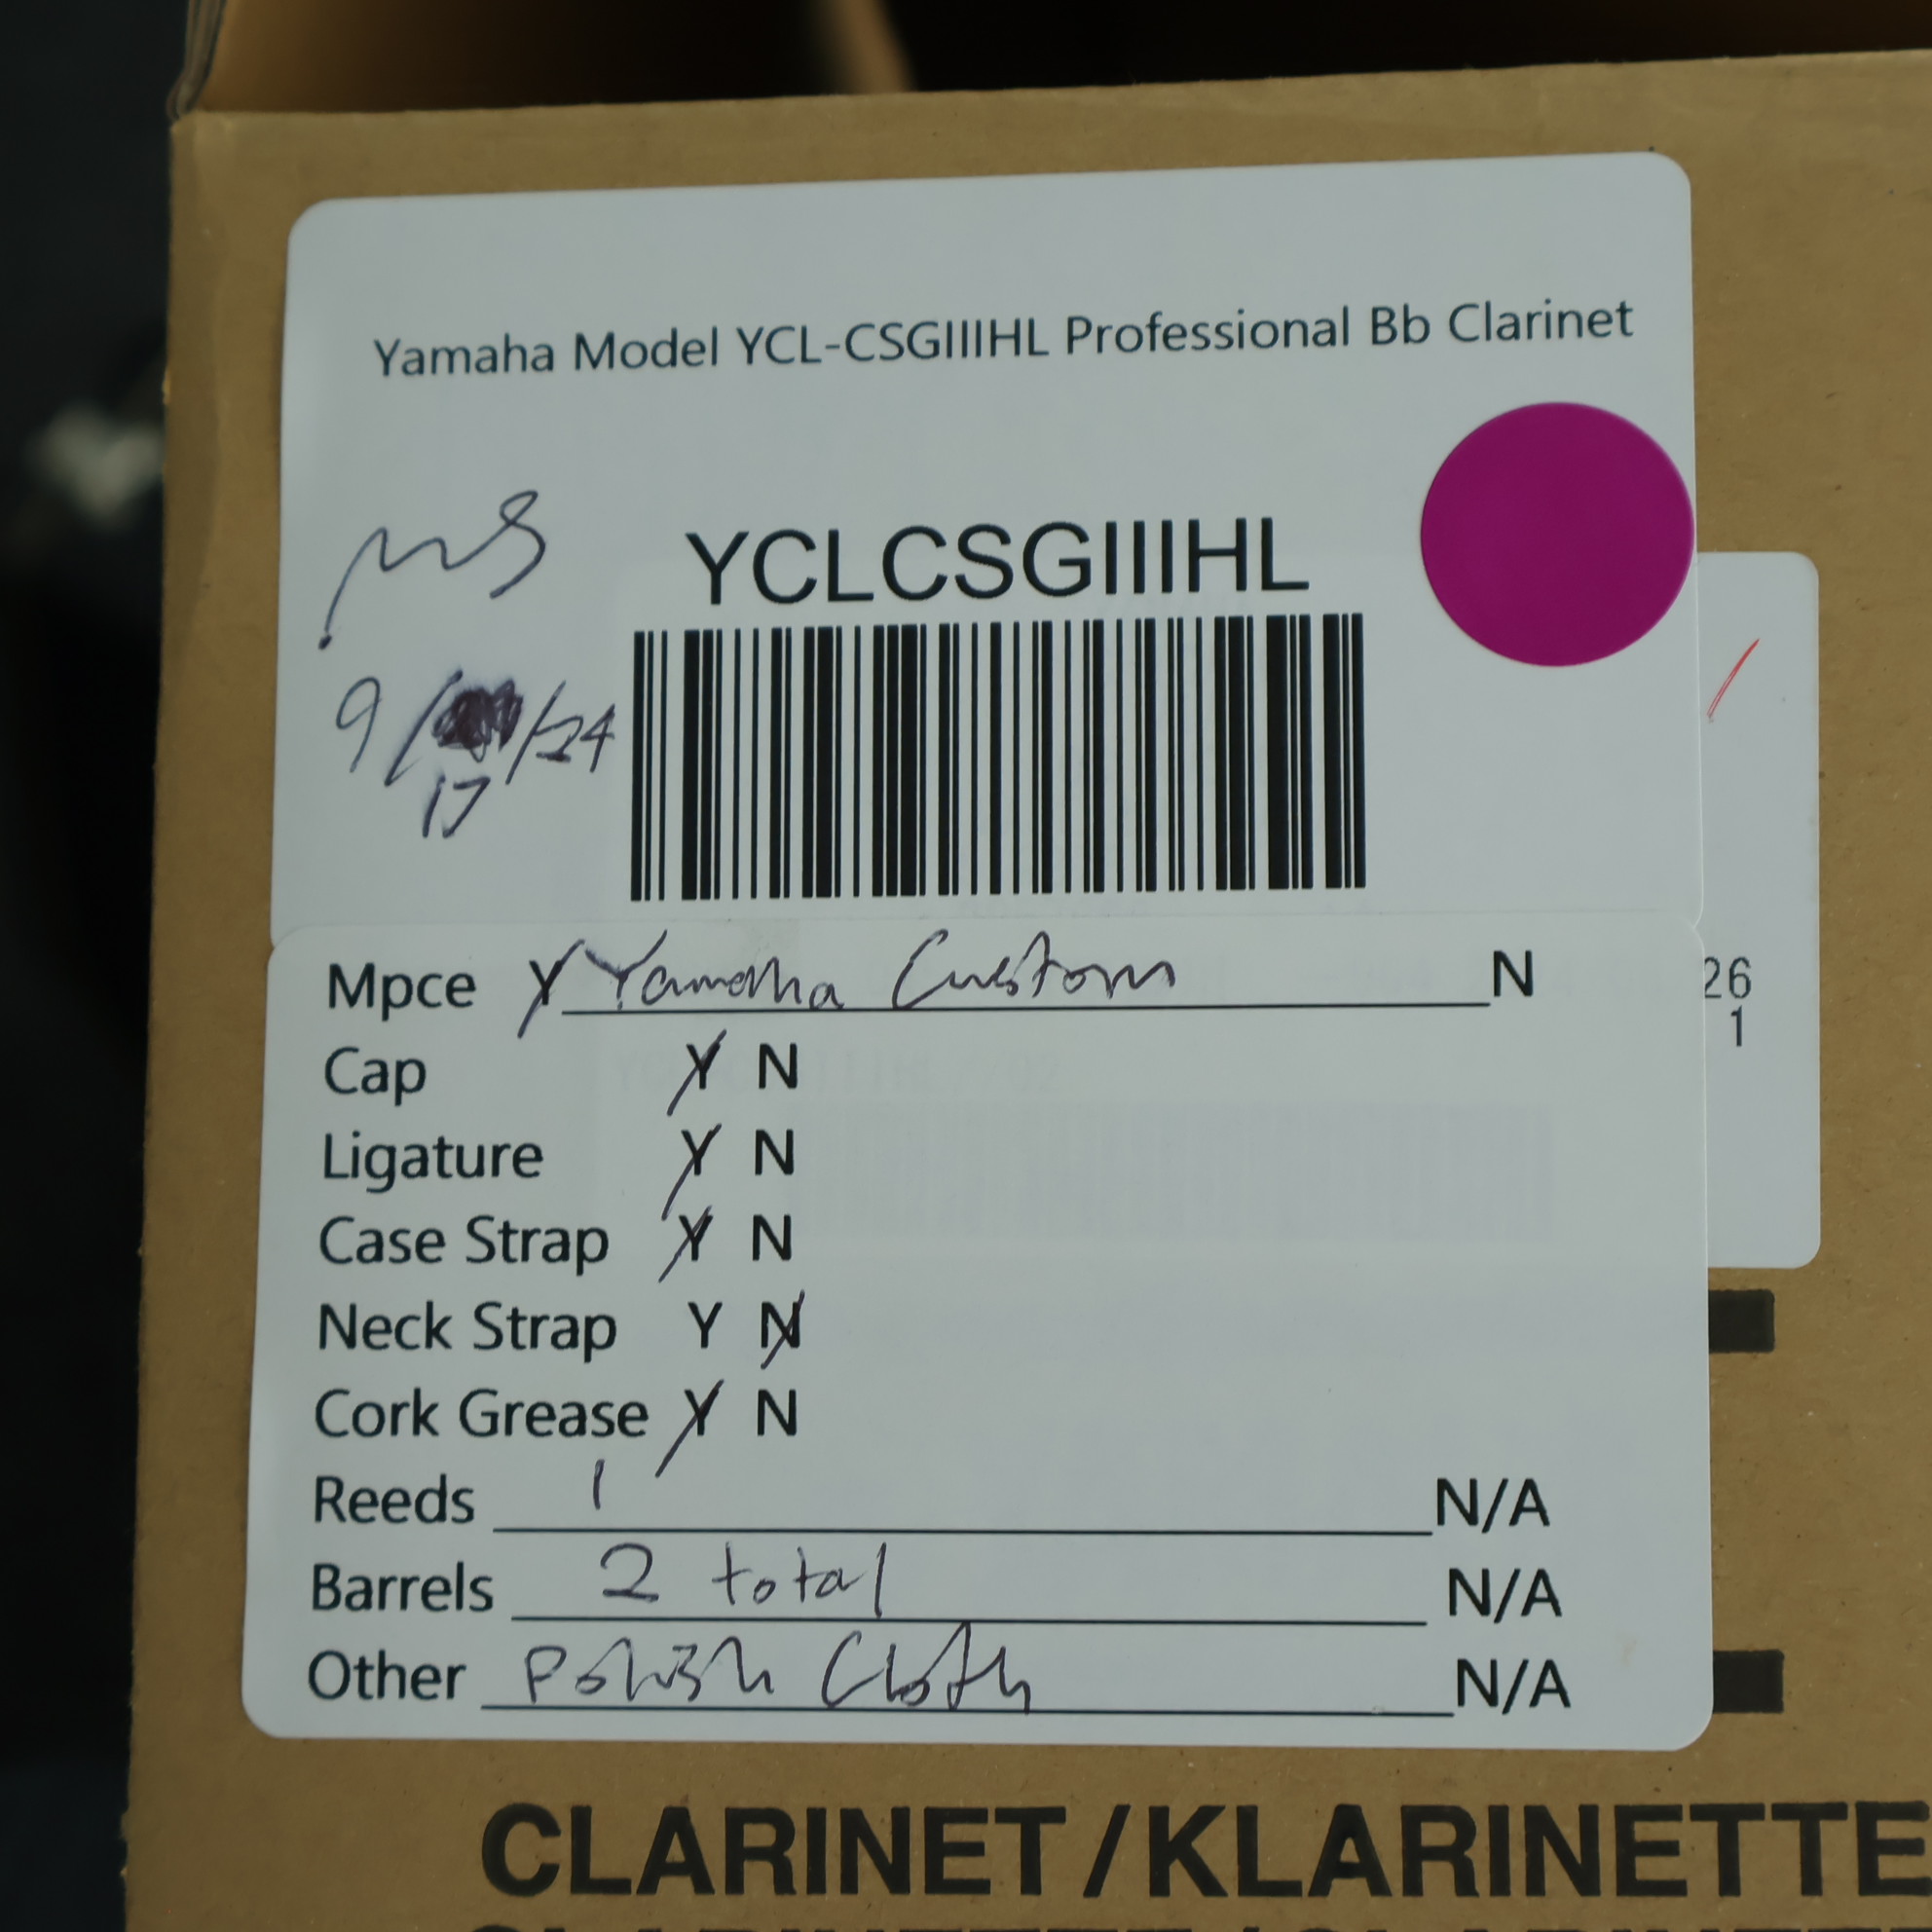 Yamaha Model YCL-CSGIIIHL Professional Bb Clarinet
MS
YCLCSGIIIHL
9/ /24
17
Mpce Y Yamaha Custom N
26
1
Cap Y N
Ligature Y N
Case Strap Y N
Neck Strap Y N
Cork Grease Y N
Reeds 1 N/A
Barrels 2 total N/A
Other Polish Cloth N/A
CLARINET/KLARINETTE